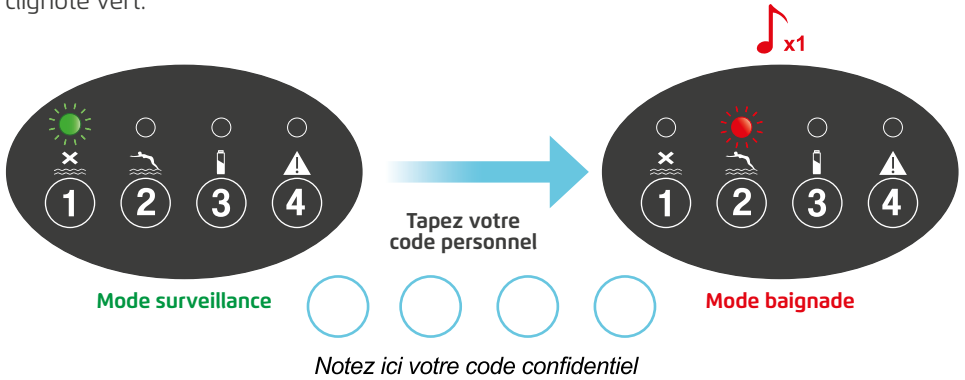 clignote vert.
x1
1 2 3 4
1 2 3 4
Tapez votre
code personnel
Mode surveillance
Mode baignade
Notez ici votre code confidentiel